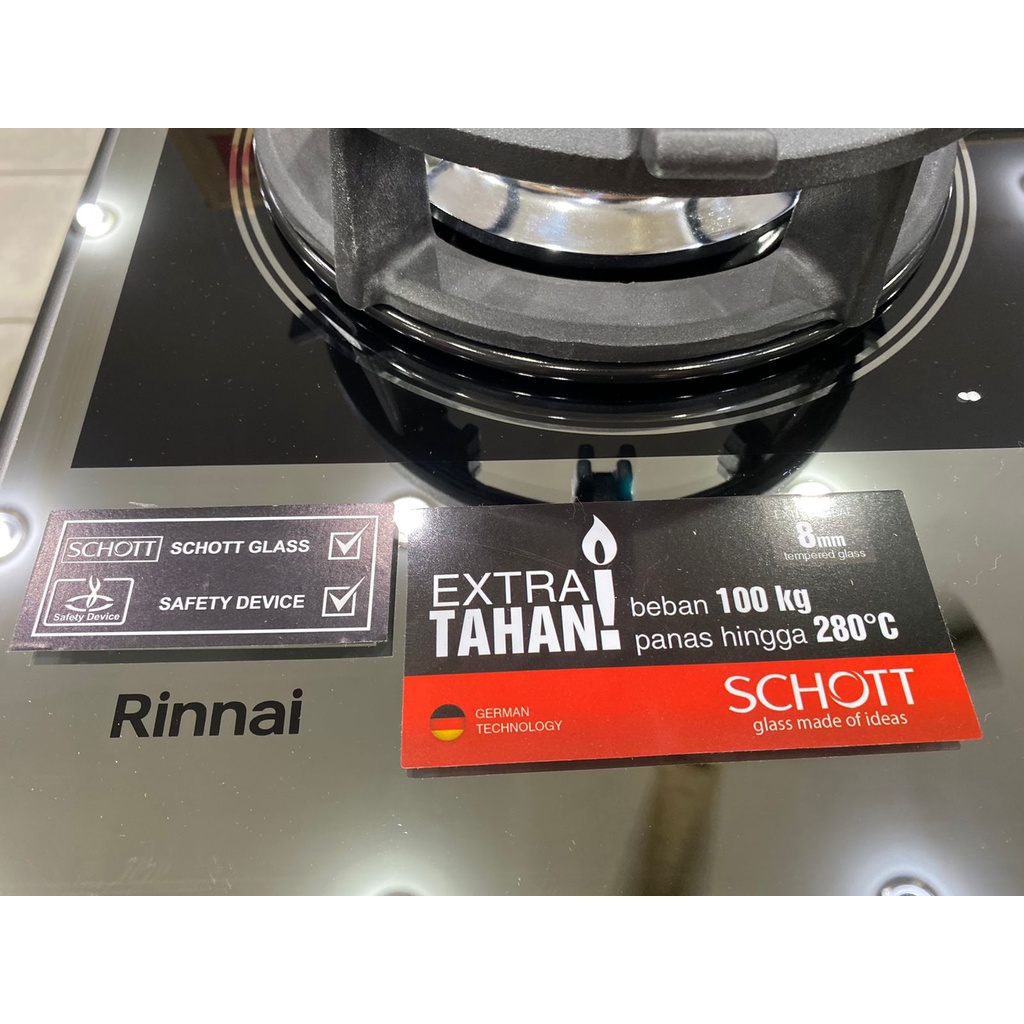 SCHOTT SCHOTT GLASS
Safety Device SAFETY DEVICE
Rinnai
8mm
tempered glass
EXTRA
TAHAN!
beban 100 kg
panas hingga 280°C
GERMAN
TECHNOLOGY
SCHOTT
glass made of ideas